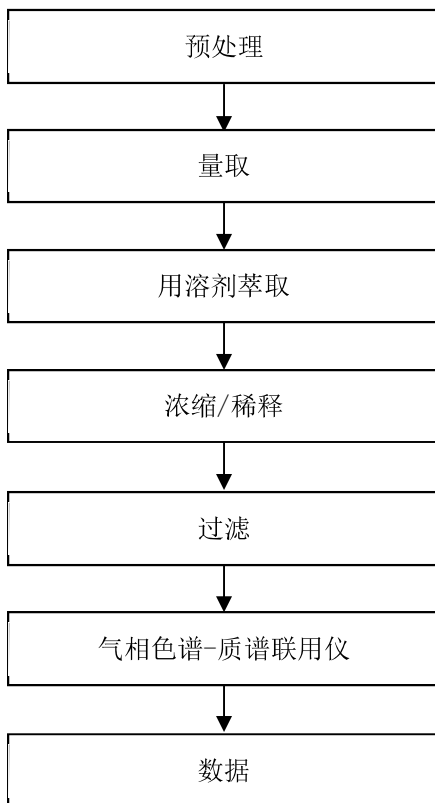 预处理
量取
用溶剂萃取
浓缩/稀释
过滤
气相色谱-质谱联用仪
数据